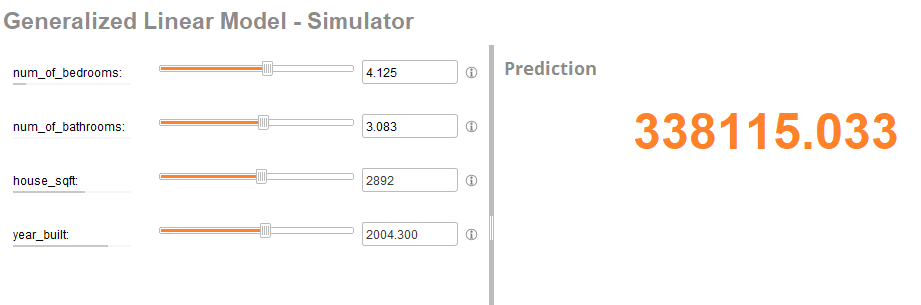 Generalized Linear Model - Simulator
num_of_bedrooms: 4.125
Prediction
num_of_bathrooms: 3.083
338115.033
house_sqft: 2892
year_built: 2004.300